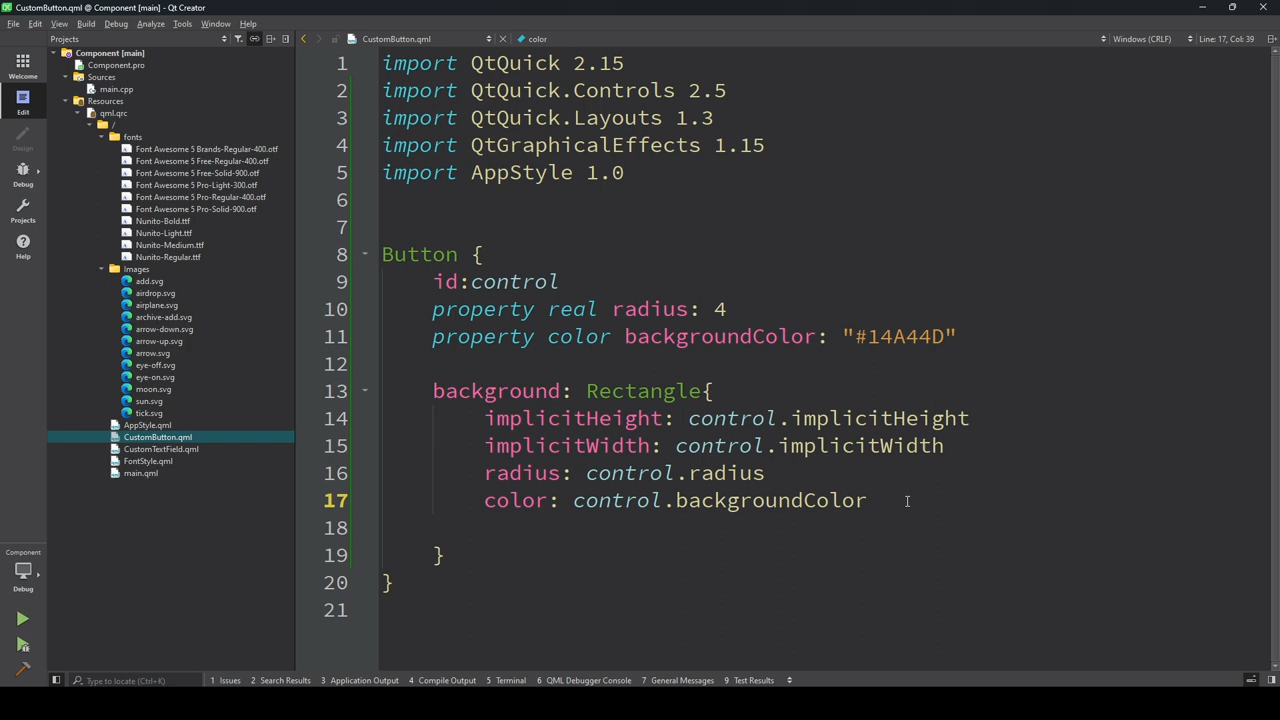 CustomButton.qml @ Component [main] - Qt Creator
File Edit View Build Debug Analyze Tools Window Help
Projects
CustomButton.qml
color
Windows (CRLF)
Line: 17, Col: 39
Welcome
Edit
Design
Debug
Projects
Help
Component
Debug
Component [main]
Component.pro
Sources
main.cpp
Resources
qml.qrc
/
fonts
Font Awesome 5 Brands-Regular-400.otf
Font Awesome 5 Free-Regular-400.otf
Font Awesome 5 Free-Solid-900.otf
Font Awesome 5 Pro-Light-300.otf
Font Awesome 5 Pro-Regular-400.otf
Font Awesome 5 Pro-Solid-900.otf
Nunito-Bold.ttf
Nunito-Light.ttf
Nunito-Medium.ttf
Nunito-Regular.ttf
Images
add.svg
airdrop.svg
airplane.svg
archive-add.svg
arrow-down.svg
arrow-up.svg
arrow.svg
eye-off.svg
eye-on.svg
moon.svg
sun.svg
tick.svg
AppStyle.qml
CustomButton.qml
CustomTextField.qml
FontStyle.qml
main.qml
1 import QtQuick 2.15
2 import QtQuick.Controls 2.5
3 import QtQuick.Layouts 1.3
4 import QtGraphicalEffects 1.15
5 import AppStyle 1.0
6
7
8 Button {
9 id:control
10 property real radius: 4
11 property color backgroundColor: "#14A44D"
12
13 background: Rectangle{
14 implicitHeight: control.implicitHeight
15 implicitWidth: control.implicitWidth
16 radius: control.radius
17 color: control.backgroundColor
18
19 }
20 }
21
Type to locate (Ctrl+K)
1 Issues 2 Search Results 3 Application Output 4 Compile Output 5 Terminal 6 QML Debugger Console 7 General Messages 9 Test Results